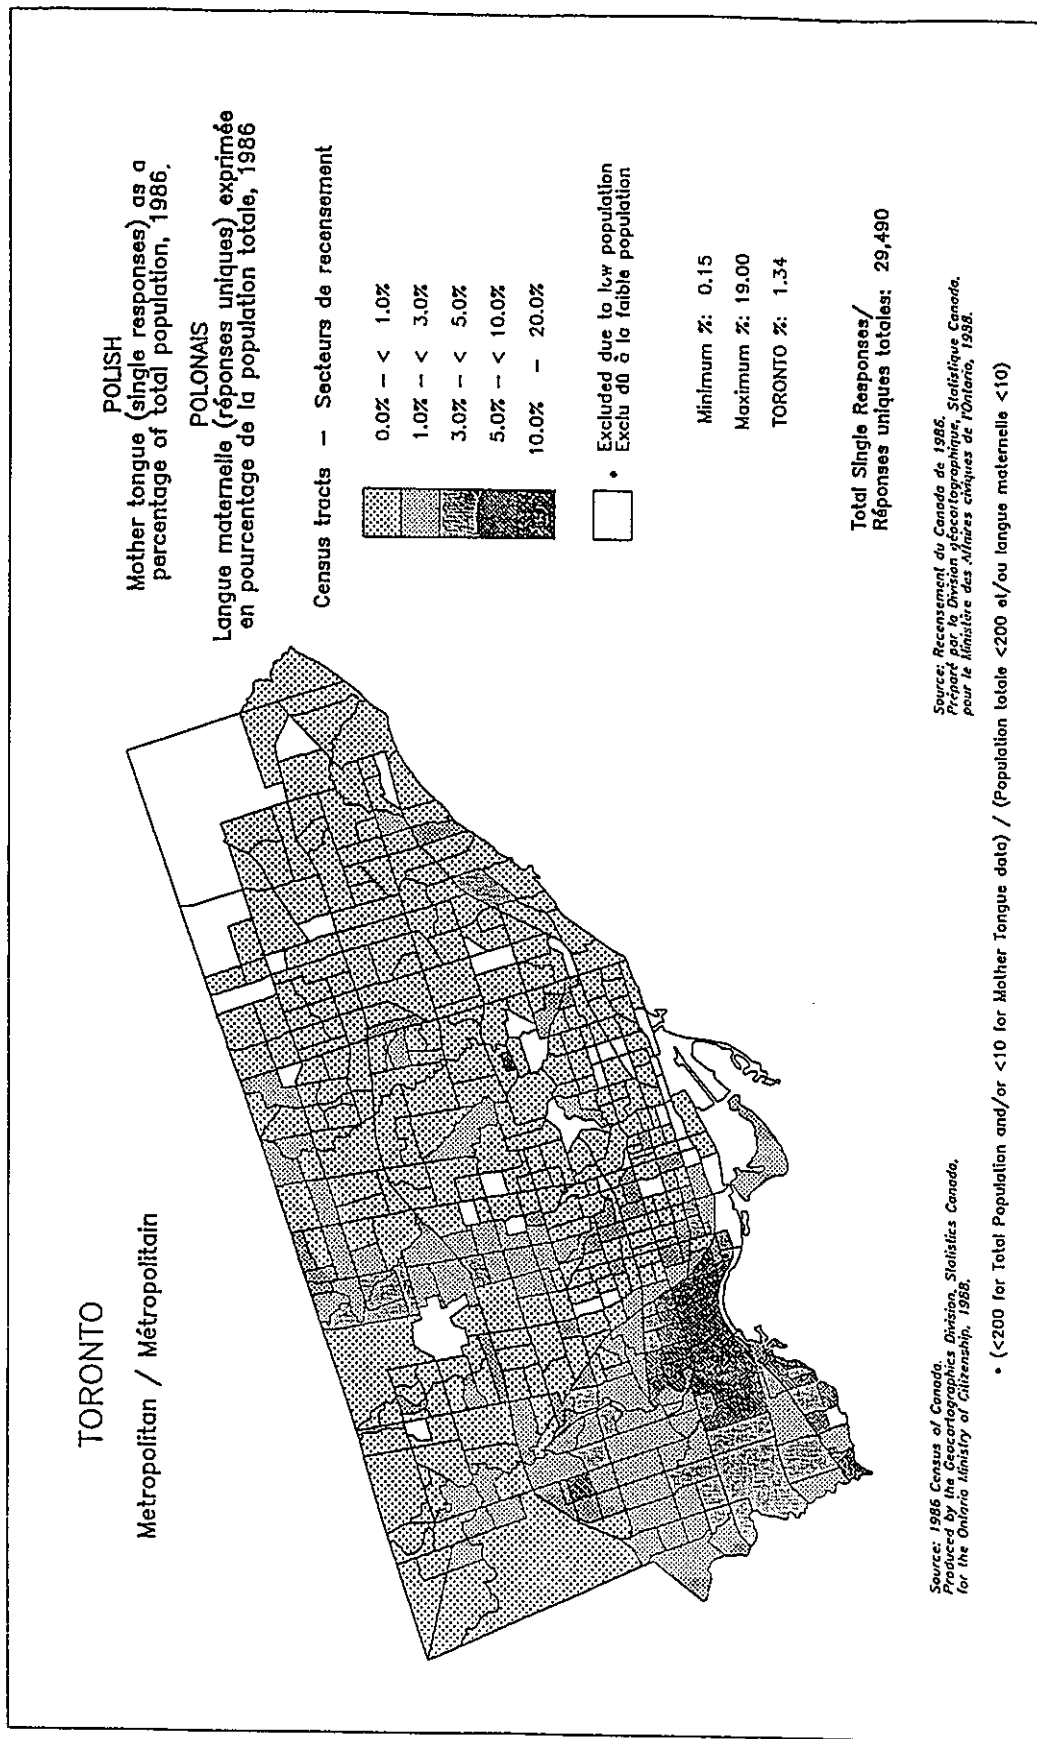 TORONTO
Metropolitan / Métropolitain
POLISH
Mother tongue (single responses) as a
percentage of total population, 1986.
POLONAIS
Langue maternelle (réponses uniques) exprimée
en pourcentage de la population totale, 1986
Census tracts – Secteurs de recensement
0.0% – < 1.0%
1.0% – < 3.0%
3.0% – < 5.0%
5.0% – < 10.0%
10.0% – 20.0%
• Excluded due to low population
Exclu dû à la faible population
Minimum %: 0.15
Maximum %: 19.00
TORONTO %: 1.34
Total Single Responses/
Réponses uniques totales: 29,490
Source: 1986 Census of Canada.
Produced by the Geocartographics Division, Statistics Canada,
for the Ontario Ministry of Citizenship, 1988.
Source: Recensement du Canada de 1986.
Préparé par la Division géocartographique, Statistique Canada,
pour le Ministère des Affaires civiques de l'Ontario, 1988.
• (<200 for Total Population and/or <10 for Mother Tongue data) / (Population totale <200 et/ou langue maternelle <10)